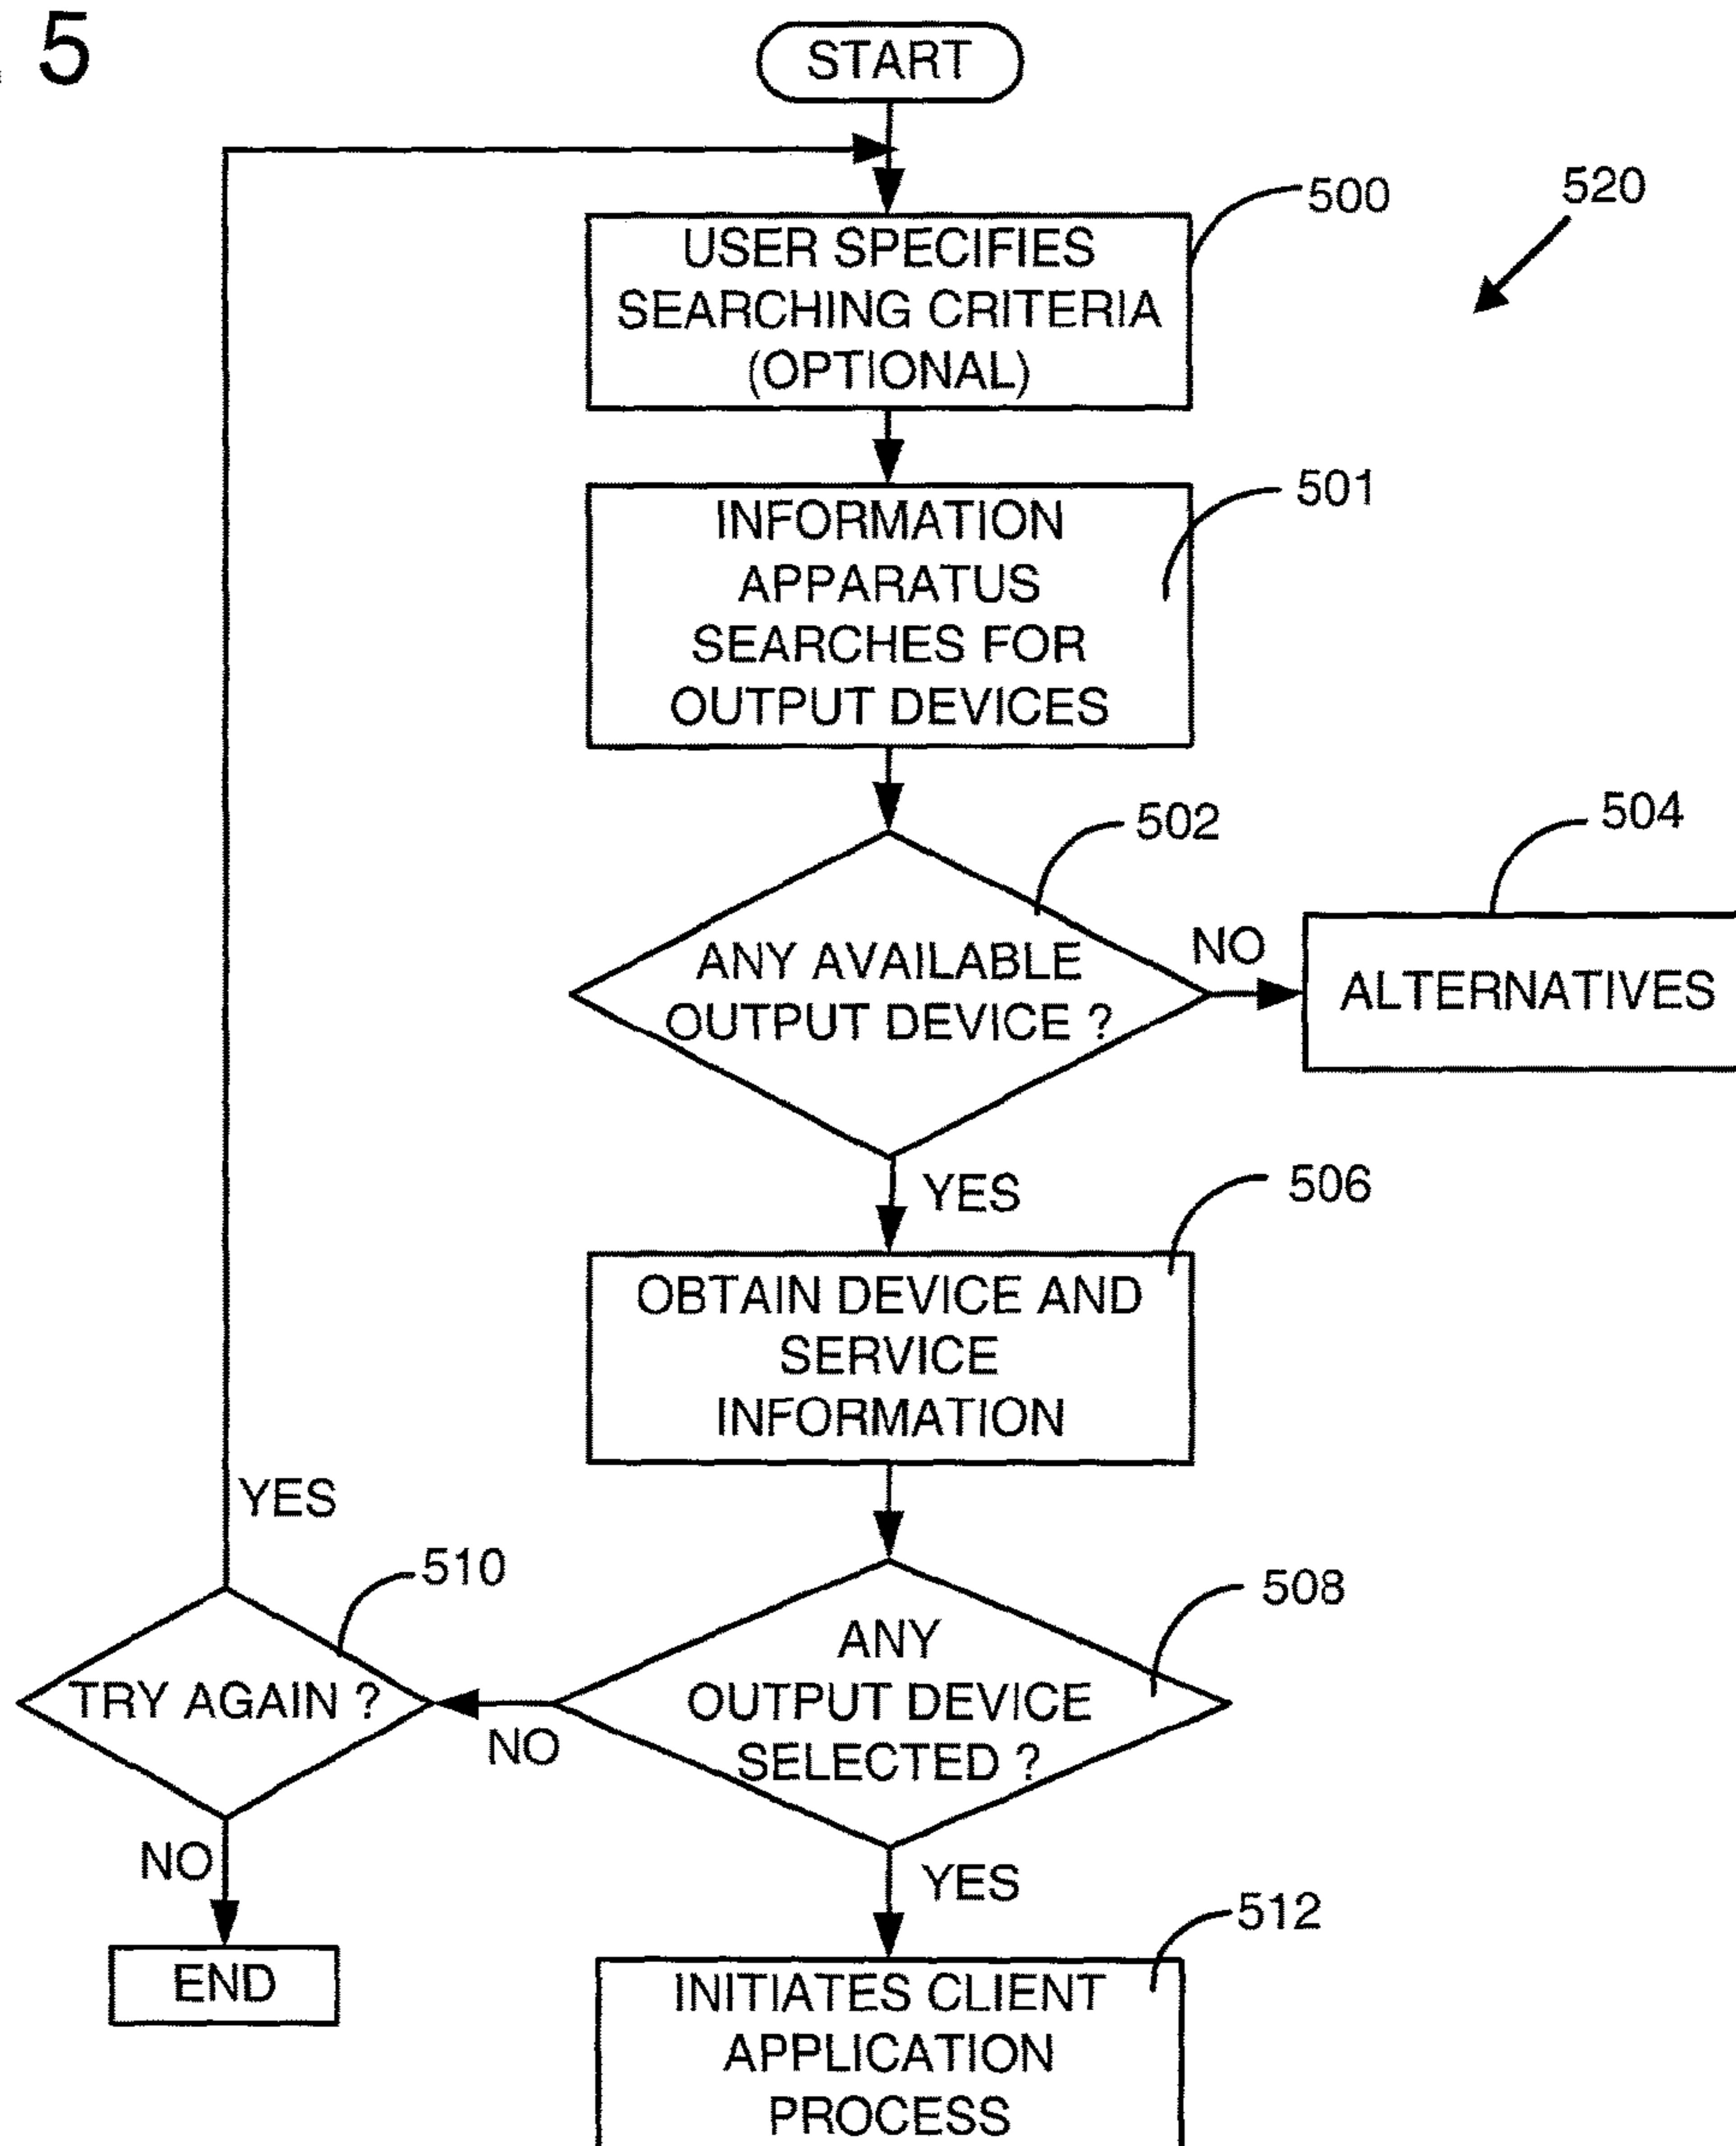 5
START
500
520
USER SPECIFIES
SEARCHING CRITERIA
(OPTIONAL)
501
INFORMATION
APPARATUS
SEARCHES FOR
OUTPUT DEVICES
502
504
ANY AVAILABLE
OUTPUT DEVICE ?
NO
ALTERNATIVES
YES
506
OBTAIN DEVICE AND
SERVICE
INFORMATION
YES
510
508
TRY AGAIN ?
NO
ANY
OUTPUT DEVICE
SELECTED ?
NO
YES
END
512
INITIATES CLIENT
APPLICATION
PROCESS